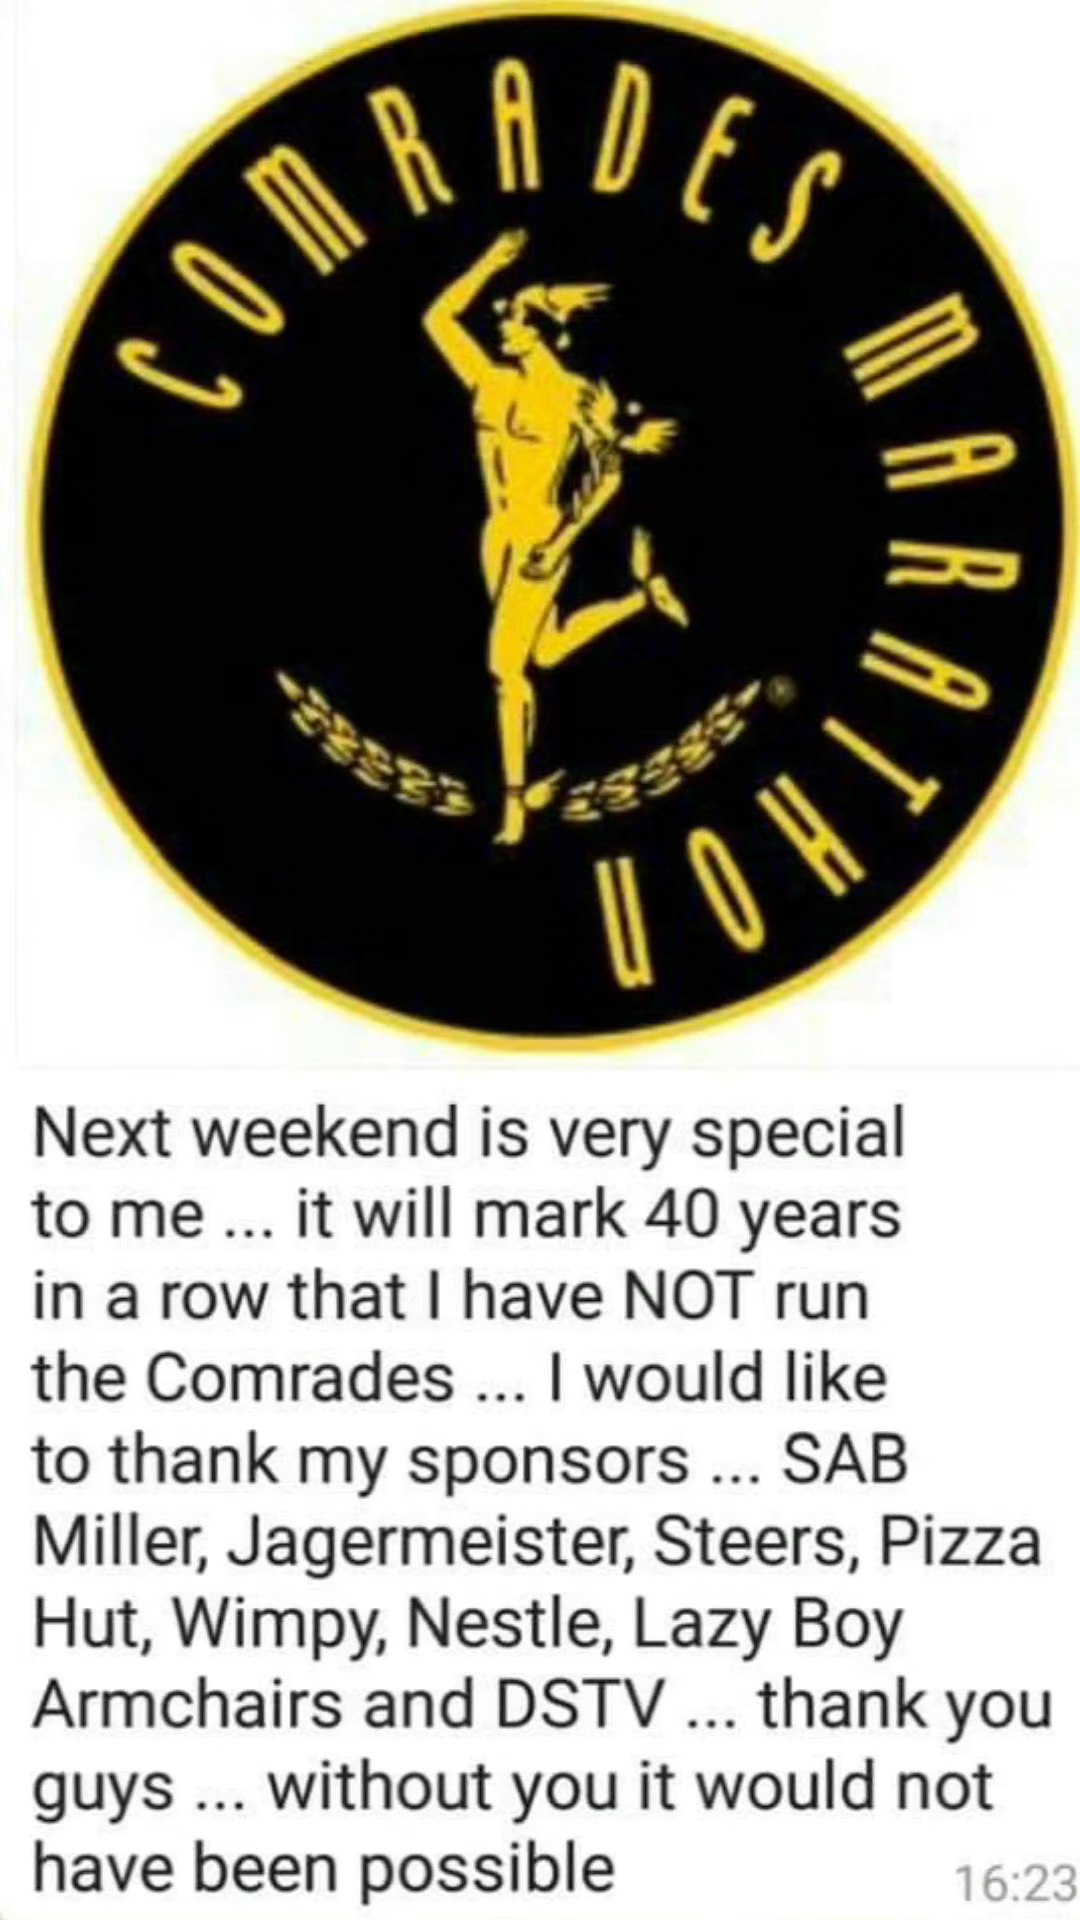 COMRADES MARATHON
®
Next weekend is very special
to me ... it will mark 40 years
in a row that I have NOT run
the Comrades ... I would like
to thank my sponsors ... SAB
Miller, Jagermeister, Steers, Pizza
Hut, Wimpy, Nestle, Lazy Boy
Armchairs and DSTV ... thank you
guys ... without you it would not
have been possible
16:23